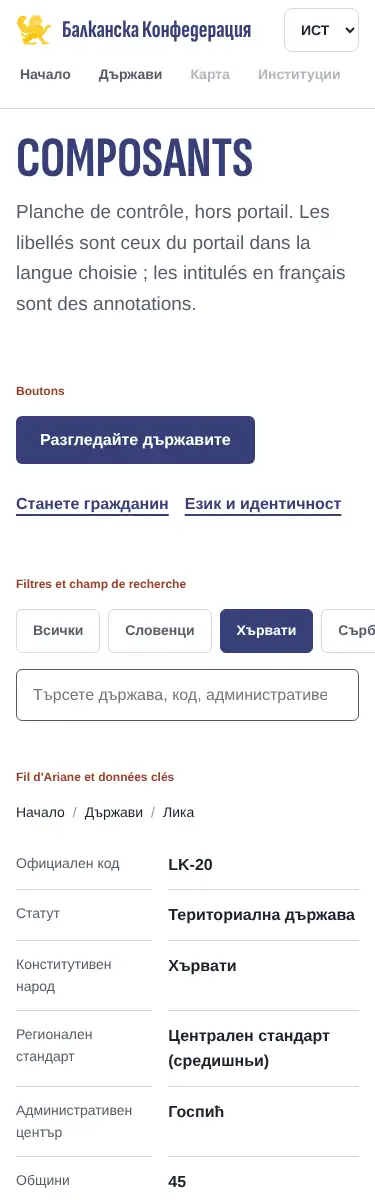 Балканска Конфедерация
ИСТ
Начало Държави Карта Институции
COMPOSANTS
Planche de contrôle, hors portail. Les
libellés sont ceux du portail dans la
langue choisie ; les intitulés en français
sont des annotations.
Boutons
Разгледайте държавите
Станете гражданин Език и идентичност
Filtres et champ de recherche
Всички Словенци Хървати Сърб
Търсете държава, код, административе
Fil d'Ariane et données clés
Начало / Държави / Лика
Официален код LK-20
Статут Териториална държава
Конститутивен
народ
Хървати
Регионален
стандарт
Централен стандарт
(средишньи)
Административен
център
Госпић
Общини 45